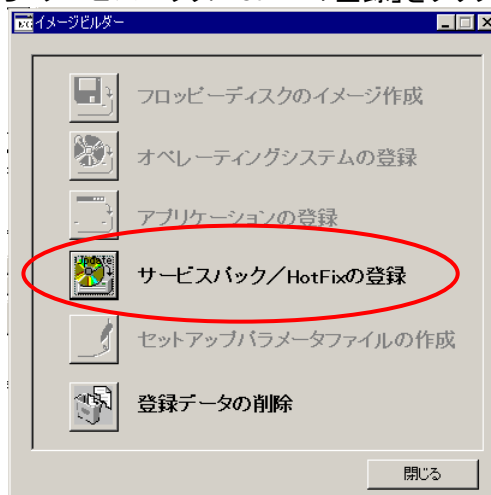 イメージビルダー
フロッピーディスクのイメージ作成
オペレーティングシステムの登録
アプリケーションの登録
Update
サービスパック／HotFixの登録
セットアップパラメータファイルの作成
登録データの削除
閉じる